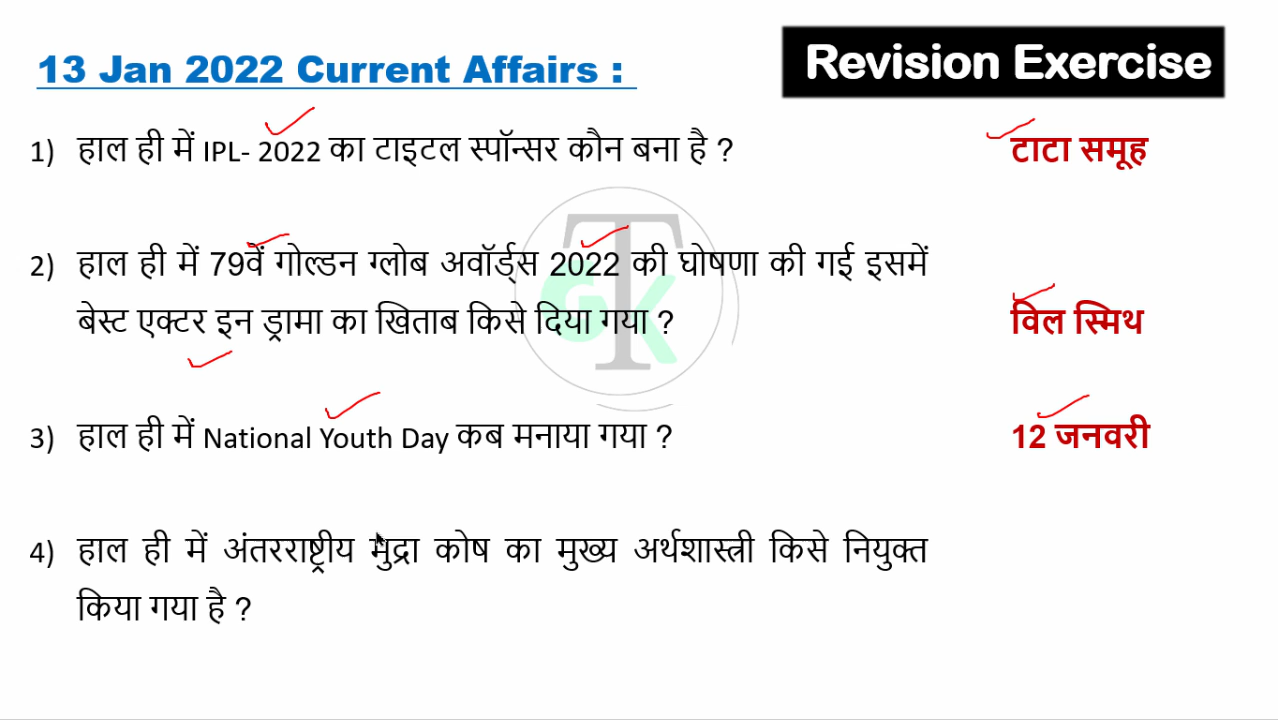 13 Jan 2022 Current Affairs :
Revision Exercise
1) हाल ही में IPL- 2022 का टाइटल स्पॉन्सर कौन बना है ?
टाटा समूह
2) हाल ही में 79वें गोल्डन ग्लोब अवॉर्ड्स 2022 की घोषणा की गई इसमें
बेस्ट एक्टर इन ड्रामा का खिताब किसे दिया गया ?
विल स्मिथ
3) हाल ही में National Youth Day कब मनाया गया ?
12 जनवरी
4) हाल ही में अंतरराष्ट्रीय मुद्रा कोष का मुख्य अर्थशास्त्री किसे नियुक्त
किया गया है ?
GTK